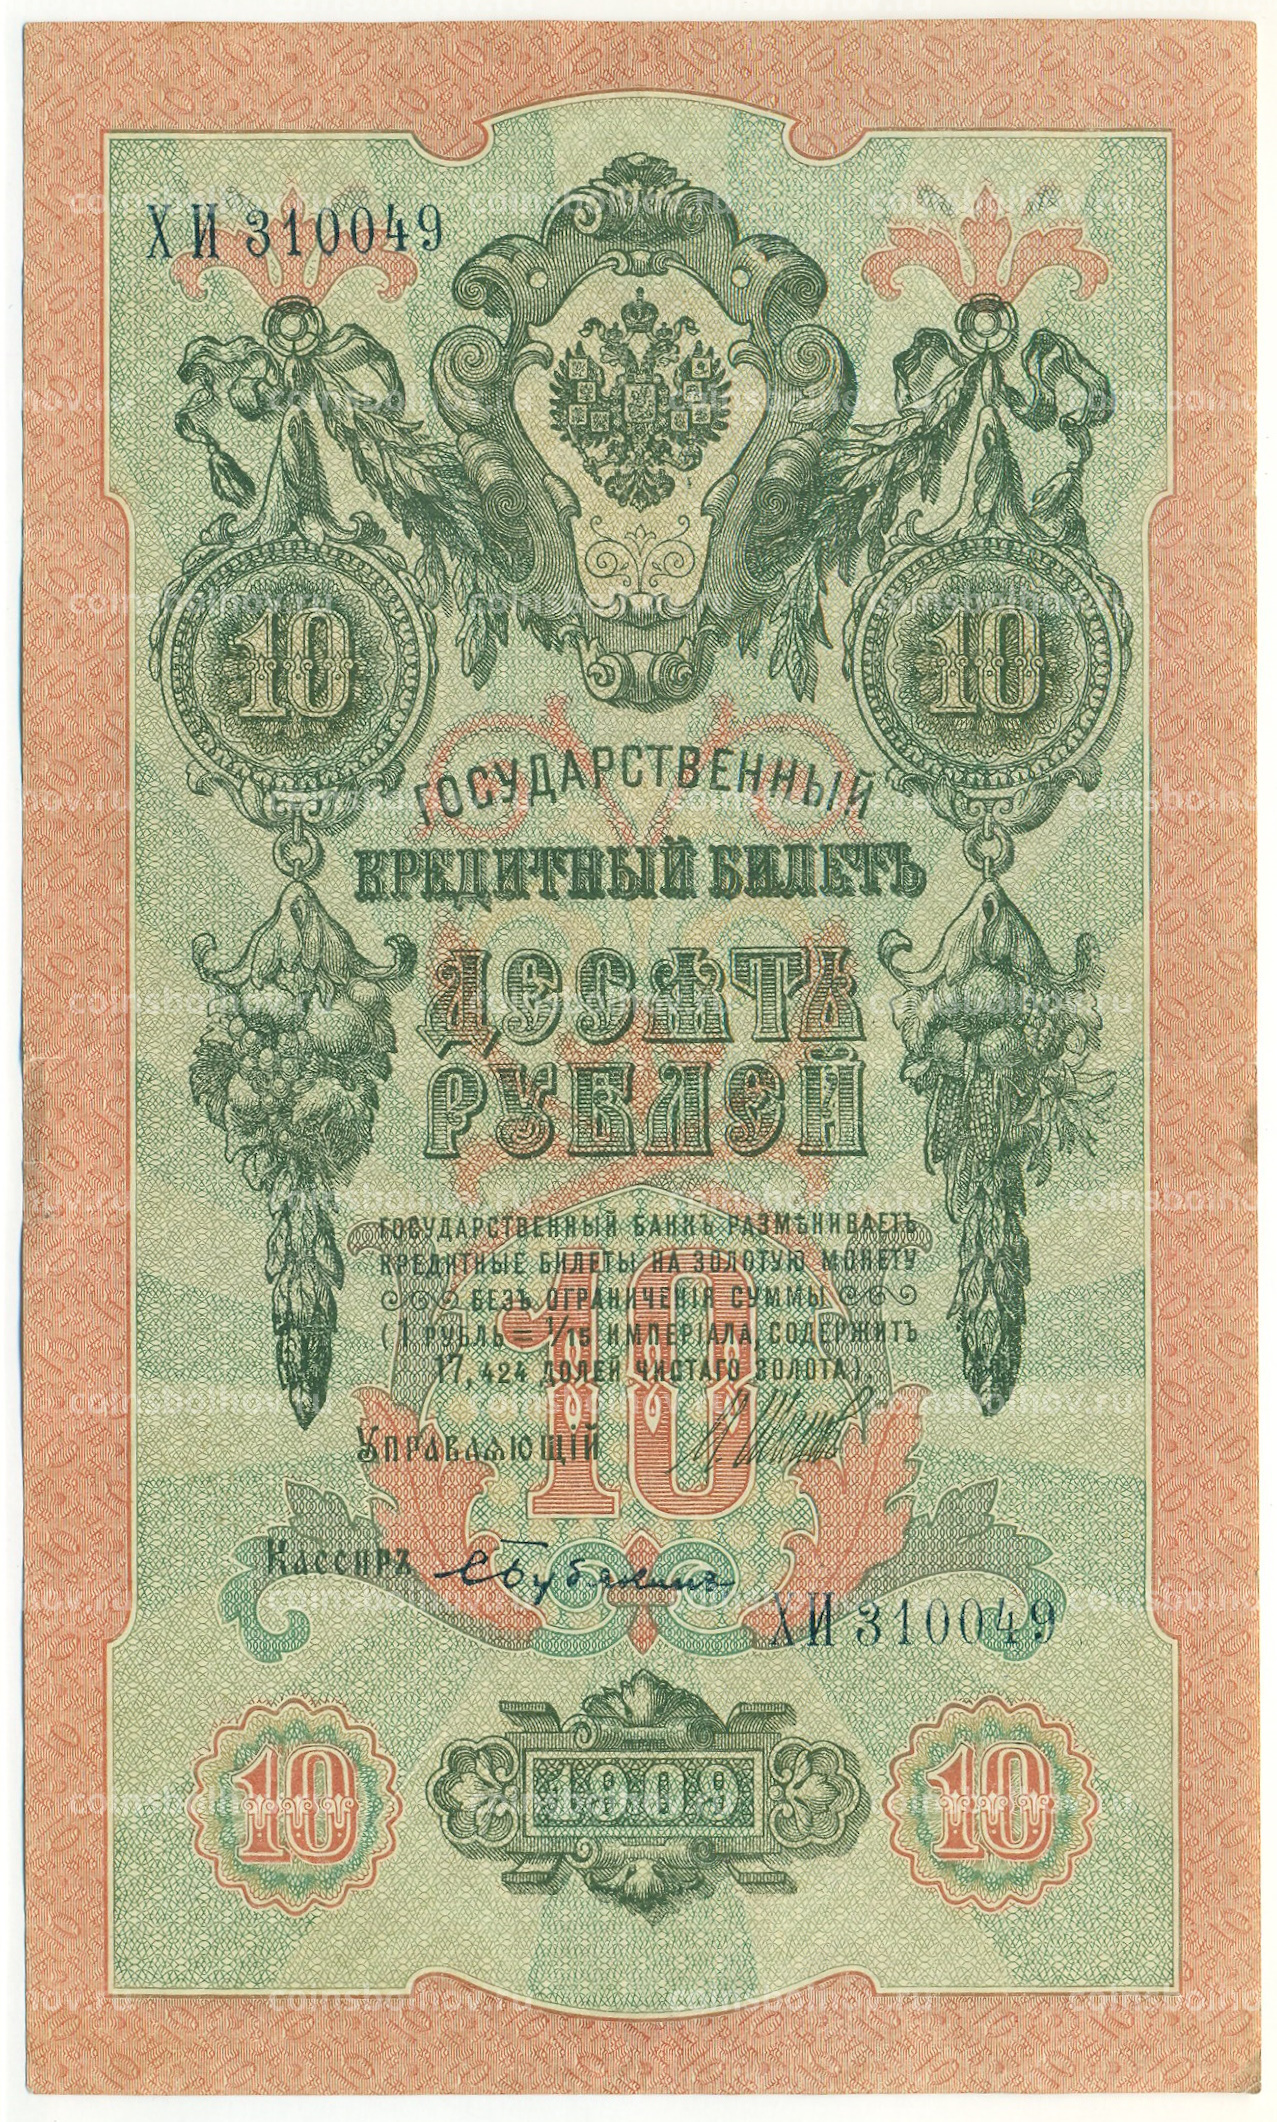 ХИ 310049
10 10
ГОСУДАРСТВЕННЫЙ
КРЕДИТНЫЙ БИЛЕТЪ
ДЕСЯТЬ
РУБЛЕЙ
ГОСУДАРСТВЕННЫЙ БАНКЪ РАЗМѢНИВАЕТЪ
КРЕДИТНЫЕ БИЛЕТЫ НА ЗОЛОТУЮ МОНЕТУ
БЕЗЪ ОГРАНИЧЕНІЯ СУММЫ
(1 РУБЛЬ = 1/15 ИМПЕРІАЛА, СОДЕРЖИТЪ
17,424 ДОЛЕЙ ЧИСТАГО ЗОЛОТА).
10
УПРАВЛЯЮЩІЙ
КАССИРЪ
ХИ 310049
10 1909 10
coinsbolhov.ru